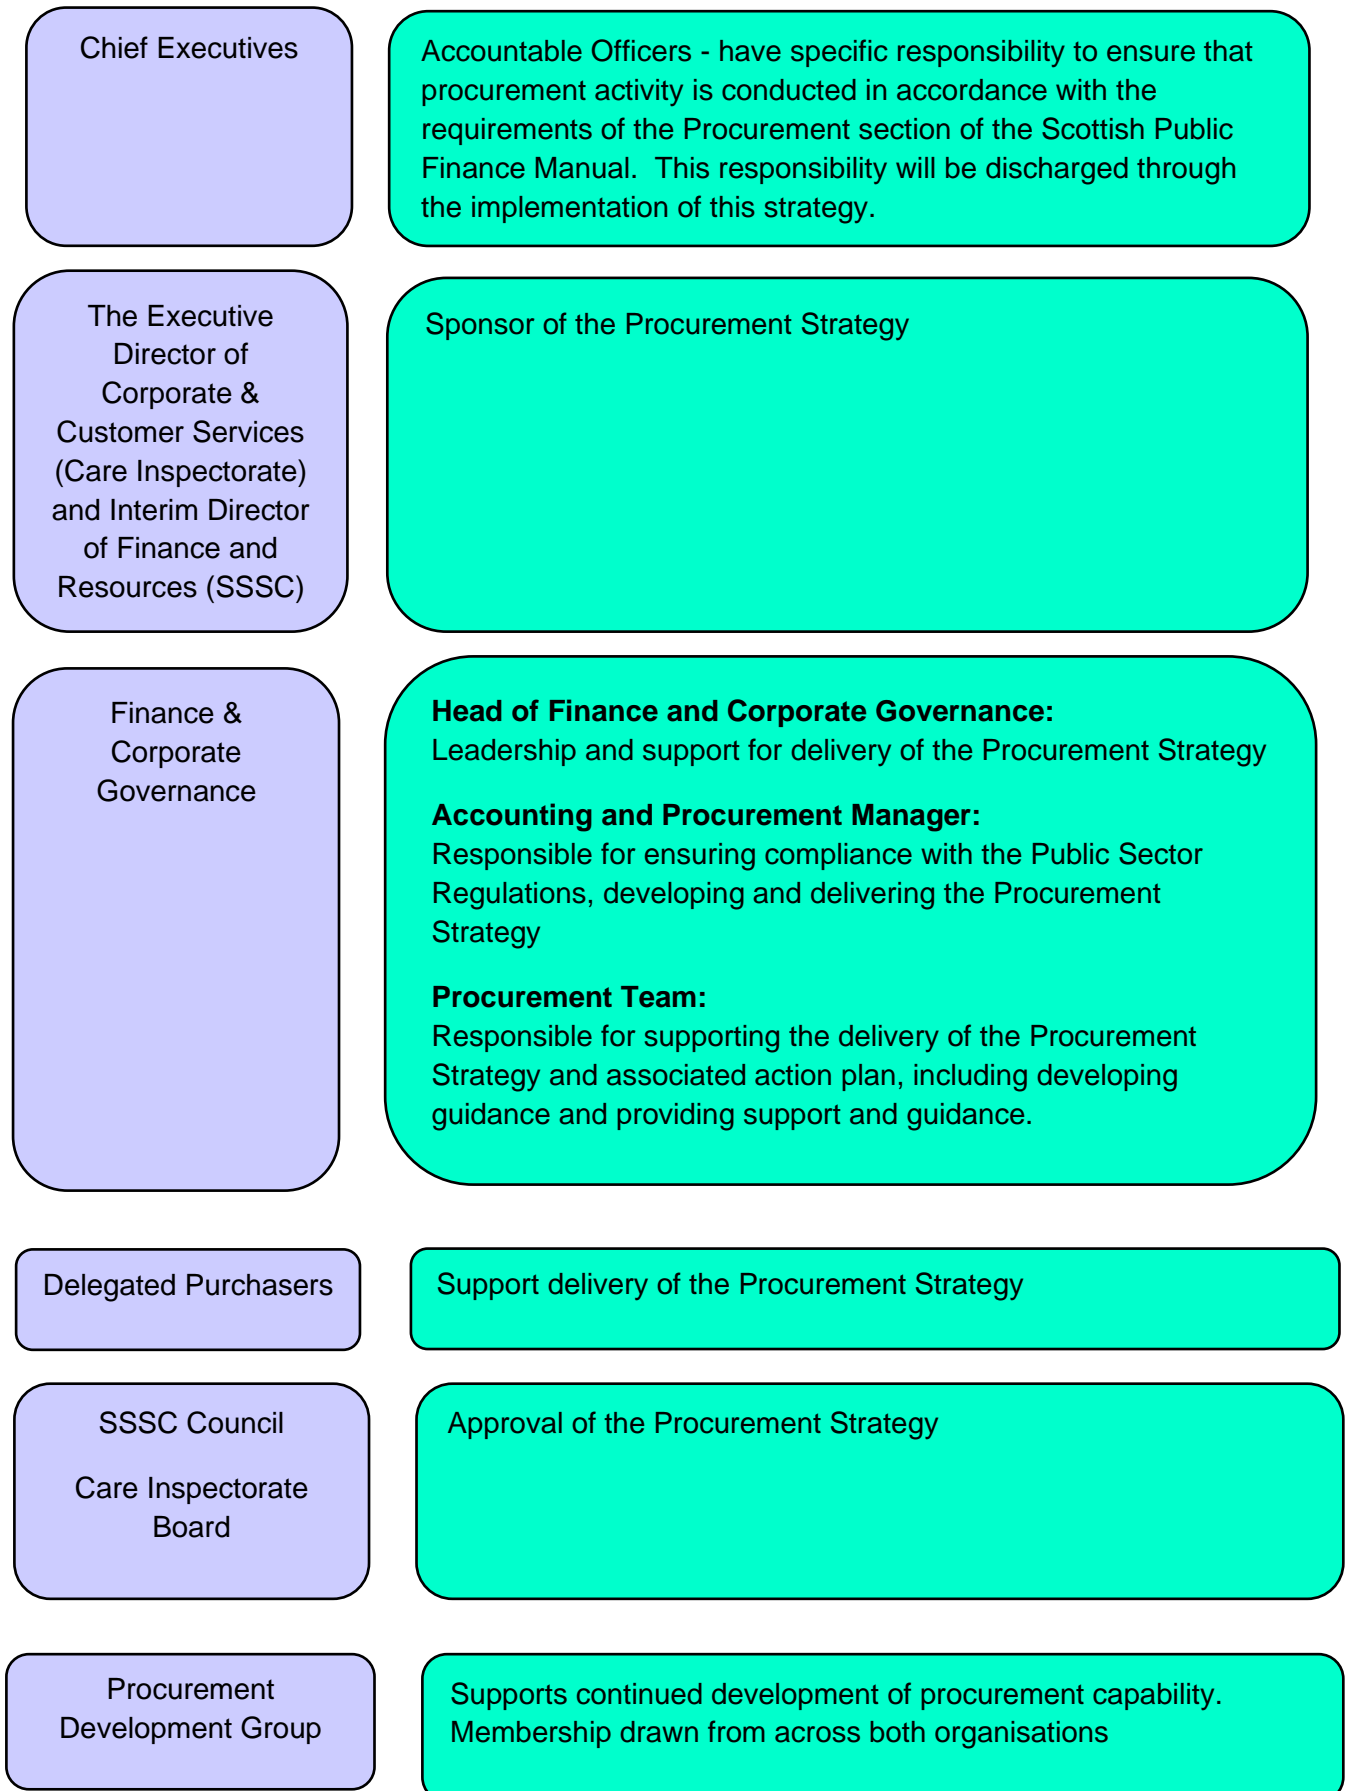 Chief Executives
Accountable Officers - have specific responsibility to ensure that
procurement activity is conducted in accordance with the
requirements of the Procurement section of the Scottish Public
Finance Manual.  This responsibility will be discharged through
the implementation of this strategy.
The Executive
Director of
Corporate &
Customer Services
(Care Inspectorate)
and Interim Director
of Finance and
Resources (SSSC)
Sponsor of the Procurement Strategy
Finance &
Corporate
Governance
Head of Finance and Corporate Governance:
Leadership and support for delivery of the Procurement Strategy
Accounting and Procurement Manager:
Responsible for ensuring compliance with the Public Sector
Regulations, developing and delivering the Procurement
Strategy
Procurement Team:
Responsible for supporting the delivery of the Procurement
Strategy and associated action plan, including developing
guidance and providing support and guidance.
Delegated Purchasers
Support delivery of the Procurement Strategy
SSSC Council
Care Inspectorate
Board
Approval of the Procurement Strategy
Procurement
Development Group
Supports continued development of procurement capability.
Membership drawn from across both organisations